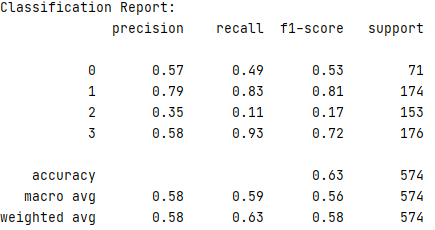 Classification Report:
              precision    recall  f1-score   support

           0       0.57      0.49      0.53        71
           1       0.79      0.83      0.81       174
           2       0.35      0.11      0.17       153
           3       0.58      0.93      0.72       176

    accuracy                           0.63       574
   macro avg       0.58      0.59      0.56       574
weighted avg       0.58      0.63      0.58       574